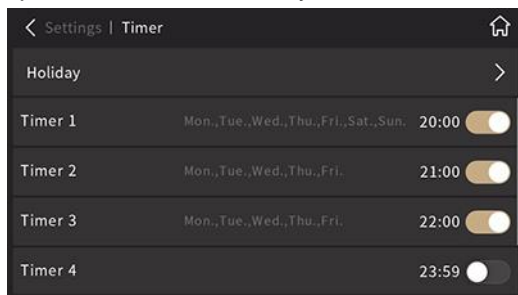 Settings | Timer
Holiday
Timer 1 Mon.,Tue.,Wed.,Thu.,Fri.,Sat.,Sun. 20:00
Timer 2 Mon.,Tue.,Wed.,Thu.,Fri. 21:00
Timer 3 Mon.,Tue.,Wed.,Thu.,Fri. 22:00
Timer 4 23:59